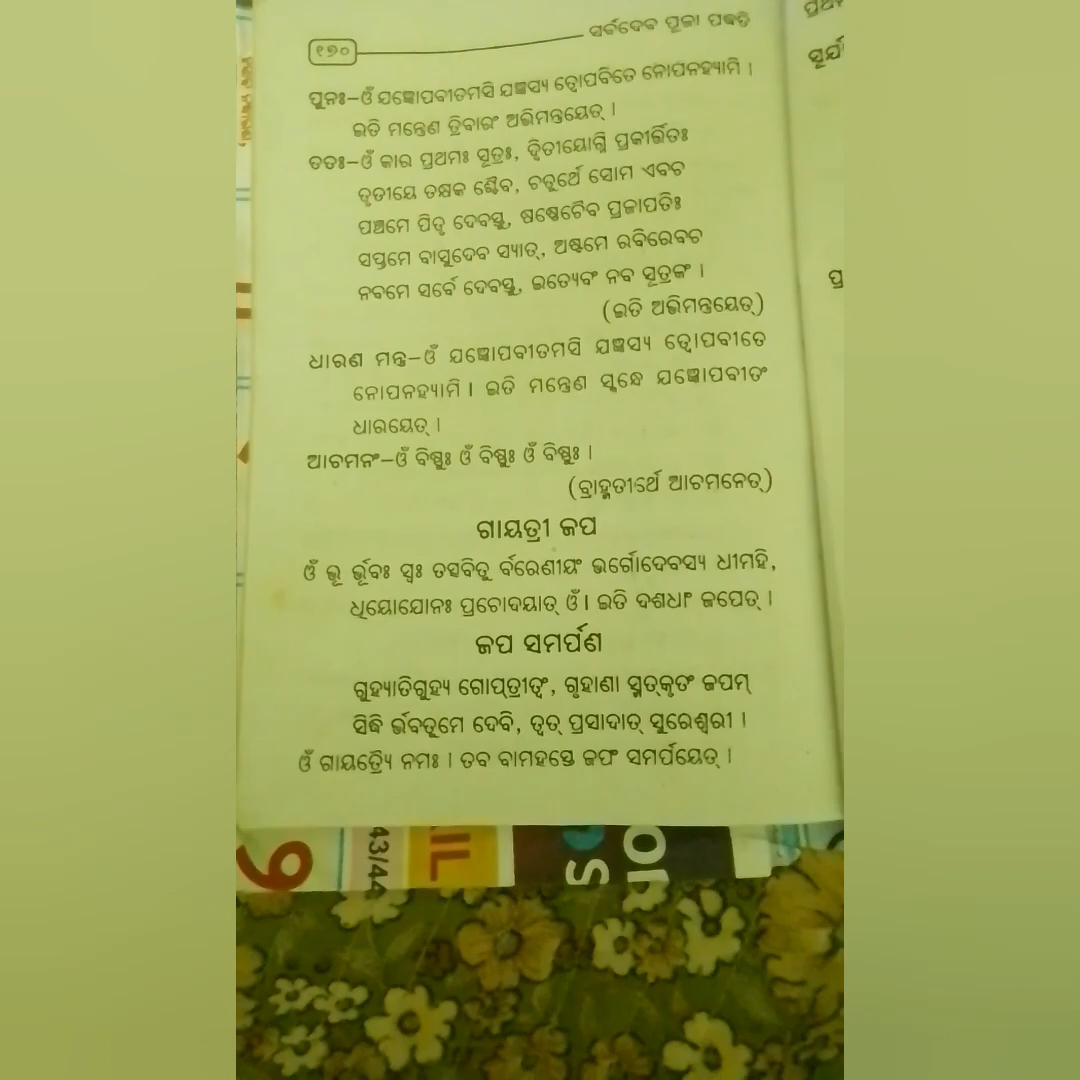 ସର୍ବଦେବ ପୂଜା ପଦ୍ଧତି
୧୭୦
ପୁନଃ–ଓଁ ଯଜ୍ଞୋପବୀତମସି ଯଜ୍ଞସ୍ୟ ତ୍ୱୋପବିତେ ନୋପନହ୍ୟାମି ।
ଇତି ମନ୍ତ୍ରେଣ ତ୍ରିବାରଂ ଅଭିମନ୍ତ୍ରୟେତ୍ ।
ତତଃ–ଓଁ କାର ପ୍ରଥମଃ ସୂତ୍ରଃ, ଦ୍ୱିତୀୟୋଗ୍ନି ପ୍ରକୀର୍ତ୍ତିତଃ
ତୃତୀୟେ ତକ୍ଷକ ଶ୍ଚୈବ, ଚତୁର୍ଥେ ସୋମ ଏବଚ
ପଞ୍ଚମେ ପିତୃ ଦେବସ୍ତୁ, ଷଷ୍ଠେଚୈବ ପ୍ରଜାପତିଃ
ସପ୍ତମେ ବାସୁଦେବ ସ୍ୟାତ୍, ଅଷ୍ଟମେ ରବିରେବଚ
ନବମେ ସର୍ବେ ଦେବସ୍ତୁ, ଇତ୍ୟେବଂ ନବ ସୂତ୍ରକଂ ।
(ଇତି ଅଭିମନ୍ତ୍ରୟେତ୍)
ଧାରଣ ମନ୍ତ୍ର–ଓଁ ଯଜ୍ଞୋପବୀତମସି ଯଜ୍ଞସ୍ୟ ତ୍ୱୋପବୀତେ
ନୋପନହ୍ୟାମି । ଇତି ମନ୍ତ୍ରେଣ ସ୍କନ୍ଧେ ଯଜ୍ଞୋପବୀତଂ
ଧାରୟେତ୍ ।
ଆଚମନଂ–ଓଁ ବିଷ୍ଣୁଃ ଓଁ ବିଷ୍ଣୁଃ ଓଁ ବିଷ୍ଣୁଃ ।
(ବ୍ରାହ୍ମତୀର୍ଥେ ଆଚମନେତ୍)
ଗାୟତ୍ରୀ ଜପ
ଓଁ ଭୂ ର୍ଭୂବଃ ସ୍ୱଃ ତତ୍ସବିତୁ ର୍ବରେଣୀୟଂ ଭର୍ଗୋଦେବସ୍ୟ ଧୀମହି,
ଧିୟୋଯୋନଃ ପ୍ରଚୋଦୟାତ୍ ଓଁ । ଇତି ଦଶଧାଂ ଜପେତ୍ ।
ଜପ ସମର୍ପଣ
ଗୁହ୍ୟାତିଗୁହ୍ୟ ଗୋପ୍ତ୍ରୀତ୍ୱଂ, ଗୃହାଣା ସ୍ମତ୍‌କୃତଂ ଜପମ୍
ସିଦ୍ଧି ର୍ଭବତୁମେ ଦେବି, ତ୍ୱତ୍ ପ୍ରସାଦାତ୍ ସୁରେଶ୍ୱରୀ ।
ଓଁ ଗାୟତ୍ର୍ୟୈ ନମଃ । ତବ ବାମହସ୍ତେ ଜପଂ ସମର୍ପୟେତ୍ ।
9
43/44